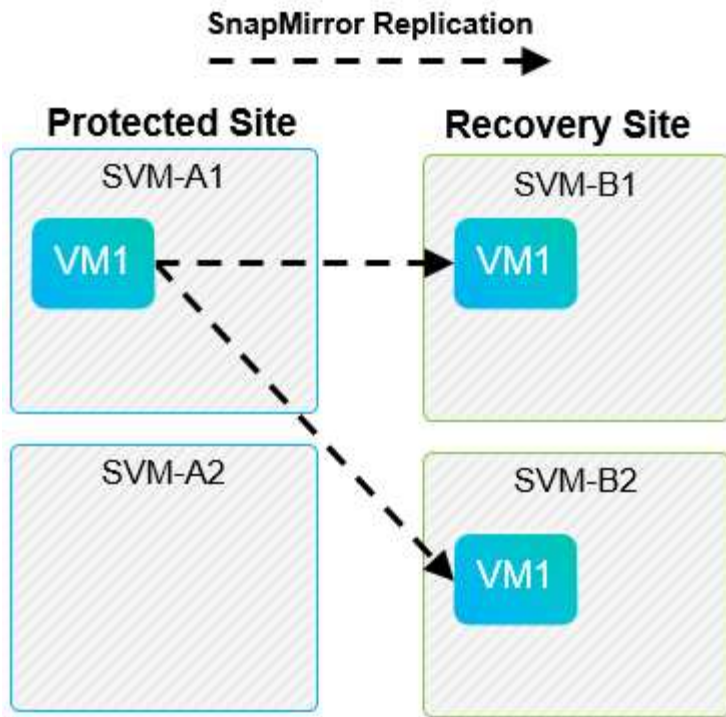 SnapMirror Replication
Protected Site
Recovery Site
SVM-A1
SVM-B1
VM1
VM1
SVM-A2
SVM-B2
VM1